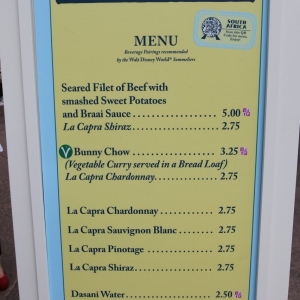 SOUTH
AFRICA
MENU
Beverage Pairings recommended
by the Walt Disney World® Sommeliers
Seared Filet of Beef with
smashed Sweet Potatoes
and Braai Sauce ........ 5.00
La Capra Shiraz ............... 2.75
V Bunny Chow ............... 3.25
(Vegetable Curry served in a Bread Loaf)
La Capra Chardonnay............ 2.75
La Capra Chardonnay .......... 2.75
La Capra Sauvignon Blanc ...... 2.75
La Capra Pinotage ............ 2.75
La Capra Shiraz............... 2.75
Dasani Water................ 2.50